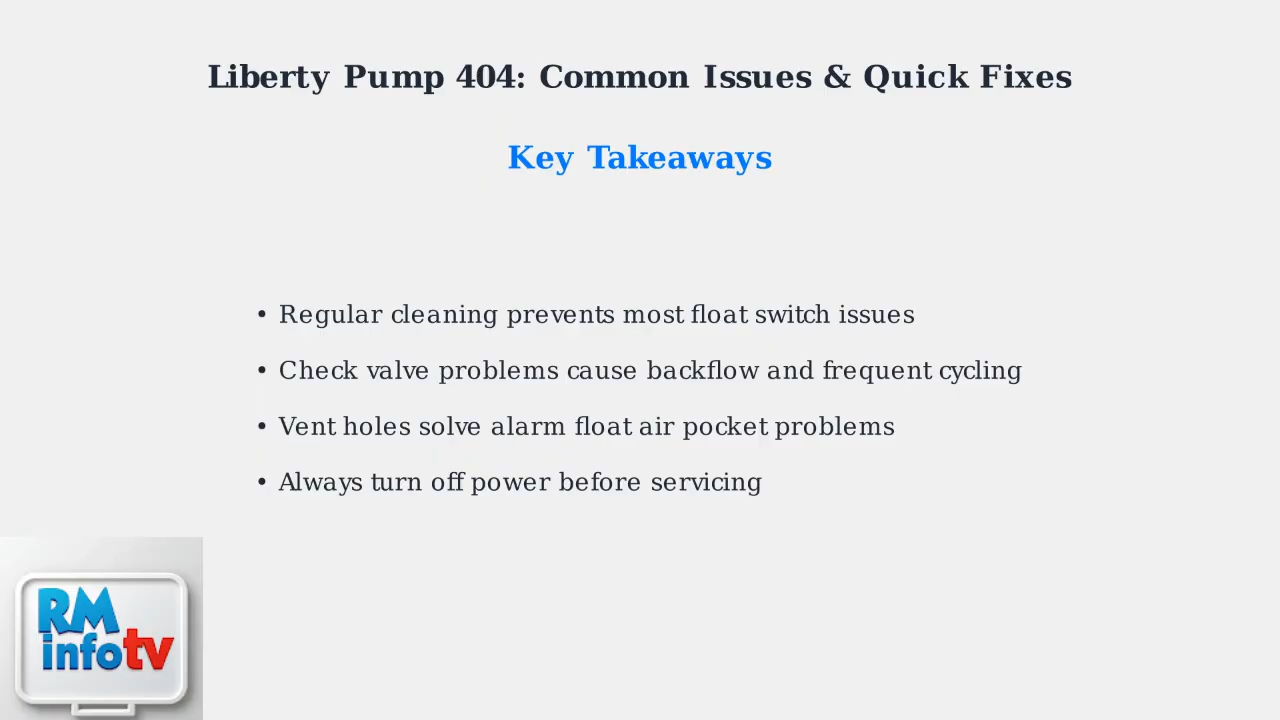 Liberty Pump 404: Common Issues & Quick Fixes
Key Takeaways
• Regular cleaning prevents most float switch issues
• Check valve problems cause backflow and frequent cycling
• Vent holes solve alarm float air pocket problems
• Always turn off power before servicing
RM
infotv